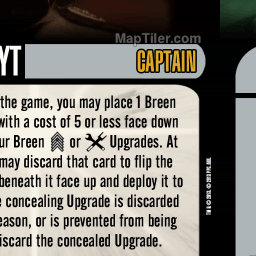 MapTiler.com
YT
CAPTAIN
the game, you may place 1 Breen
with a cost of 5 or less face down
ur Breen or Upgrades. At
may discard that card to flip the
beneath it face up and deploy it to
e concealing Upgrade is discarded
eason, or is prevented from being
iscard the concealed Upgrade.